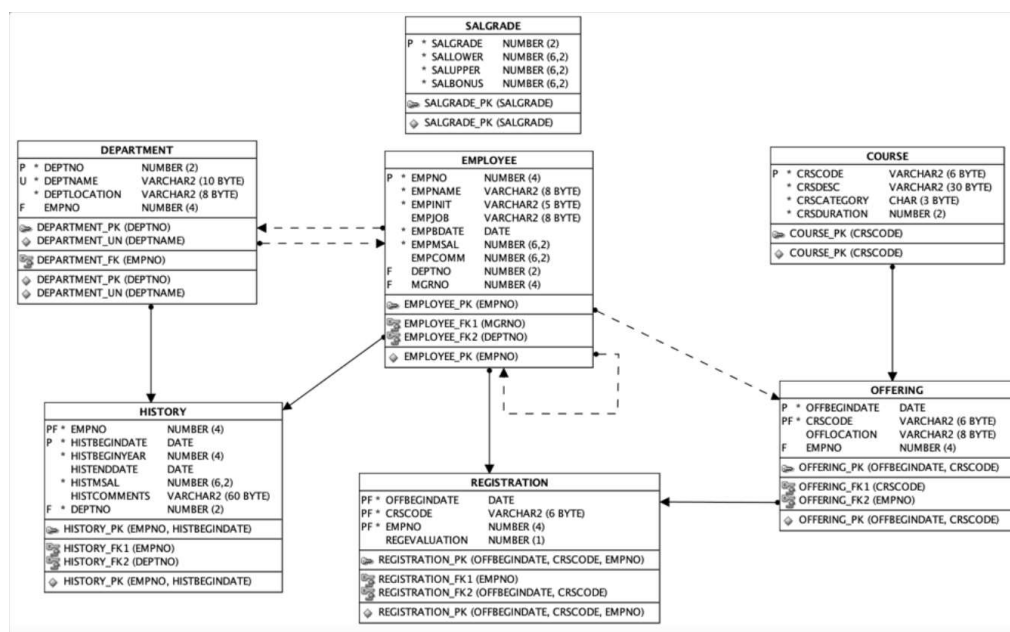 SALGRADE
P * SALGRADE NUMBER (2)
* SALLOWER NUMBER (6,2)
* SALUPPER NUMBER (6,2)
* SALBONUS NUMBER (6,2)
SALGRADE_PK (SALGRADE)
SALGRADE_PK (SALGRADE)
DEPARTMENT
P * DEPTNO NUMBER (2)
U * DEPTNAME VARCHAR2 (10 BYTE)
* DEPTLOCATION VARCHAR2 (8 BYTE)
F EMPNO NUMBER (4)
DEPARTMENT_PK (DEPTNO)
DEPARTMENT_UN (DEPTNAME)
DEPARTMENT_FK (EMPNO)
DEPARTMENT_PK (DEPTNO)
DEPARTMENT_UN (DEPTNAME)
EMPLOYEE
P * EMPNO NUMBER (4)
* EMPNAME VARCHAR2 (8 BYTE)
* EMPINIT VARCHAR2 (5 BYTE)
EMPJOB VARCHAR2 (8 BYTE)
* EMPBDATE DATE
* EMPMSAL NUMBER (6,2)
EMPCOMM NUMBER (6,2)
F DEPTNO NUMBER (2)
F MGRNO NUMBER (4)
EMPLOYEE_PK (EMPNO)
EMPLOYEE_FK1 (MGRNO)
EMPLOYEE_FK2 (DEPTNO)
EMPLOYEE_PK (EMPNO)
COURSE
P * CRSCODE VARCHAR2 (6 BYTE)
* CRSDESC VARCHAR2 (30 BYTE)
* CRSCATEGORY CHAR (3 BYTE)
* CRSDURATION NUMBER (2)
COURSE_PK (CRSCODE)
COURSE_PK (CRSCODE)
HISTORY
PF * EMPNO NUMBER (4)
P * HISTBEGINDATE DATE
* HISTBEGINYEAR NUMBER (4)
HISTENDDATE DATE
* HISTMSAL NUMBER (6,2)
HISTCOMMENTS VARCHAR2 (60 BYTE)
F * DEPTNO NUMBER (2)
HISTORY_PK (EMPNO, HISTBEGINDATE)
HISTORY_FK1 (EMPNO)
HISTORY_FK2 (DEPTNO)
HISTORY_PK (EMPNO, HISTBEGINDATE)
REGISTRATION
PF * OFFBEGINDATE DATE
PF * CRSCODE VARCHAR2 (6 BYTE)
PF * EMPNO NUMBER (4)
REGEVALUATION NUMBER (1)
REGISTRATION_PK (OFFBEGINDATE, CRSCODE, EMPNO)
REGISTRATION_FK1 (EMPNO)
REGISTRATION_FK2 (OFFBEGINDATE, CRSCODE)
REGISTRATION_PK (OFFBEGINDATE, CRSCODE, EMPNO)
OFFERING
P * OFFBEGINDATE DATE
PF * CRSCODE VARCHAR2 (6 BYTE)
OFFLOCATION VARCHAR2 (8 BYTE)
F EMPNO NUMBER (4)
OFFERING_PK (OFFBEGINDATE, CRSCODE)
OFFERING_FK1 (CRSCODE)
OFFERING_FK2 (EMPNO)
OFFERING_PK (OFFBEGINDATE, CRSCODE)